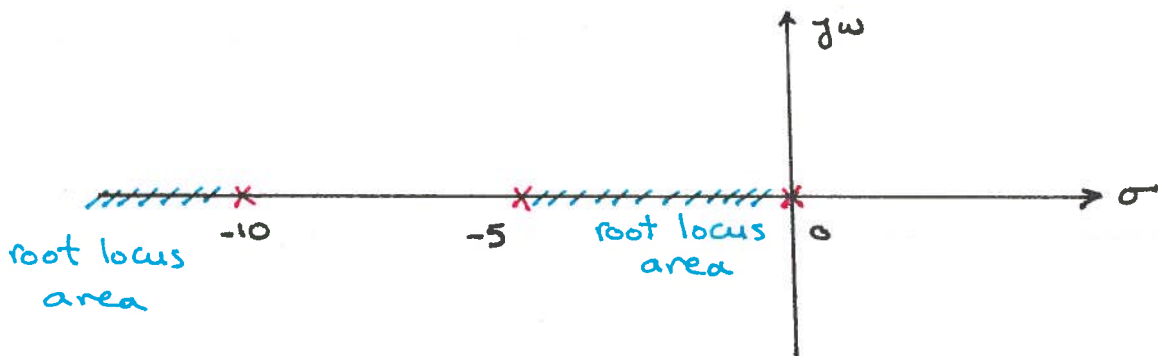 jω
σ
-10
-5
0
root locus
area
root locus
area